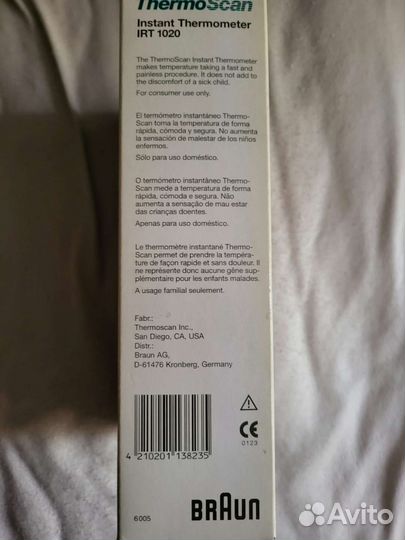 ThermoScan
Instant Thermometer
IRT 1020
The ThermoScan Instant Thermometer
makes temperature taking a fast and
painless procedure. It does not add to
the discomfort of a sick child.
For consumer use only.
El termómetro instantáneo Thermo-
Scan toma la temperatura de forma
rápida, cómoda y segura. No aumenta
la sensación de malestar de los niños
enfermos.
Sólo para uso doméstico.
O termómetro instantâneo Thermo-
Scan mede a temperatura de forma
rápida, cómoda e segura. Não
aumenta a sensação de mau estar
das crianças doentes.
Apenas para uso doméstico.
Le thermomètre instantané Thermo-
Scan permet de prendre la tempéra-
ture de façon rapide et sans douleur. Il
ne représente donc aucune gêne sup-
plémentaire pour les enfants malades.
A usage familial seulement.
Fabr.:
Thermoscan Inc.,
San Diego, CA, USA
Distr.:
Braun AG,
D-61476 Kronberg, Germany
4 210201 138235
CE
0123
6005
BRAUN
Avito